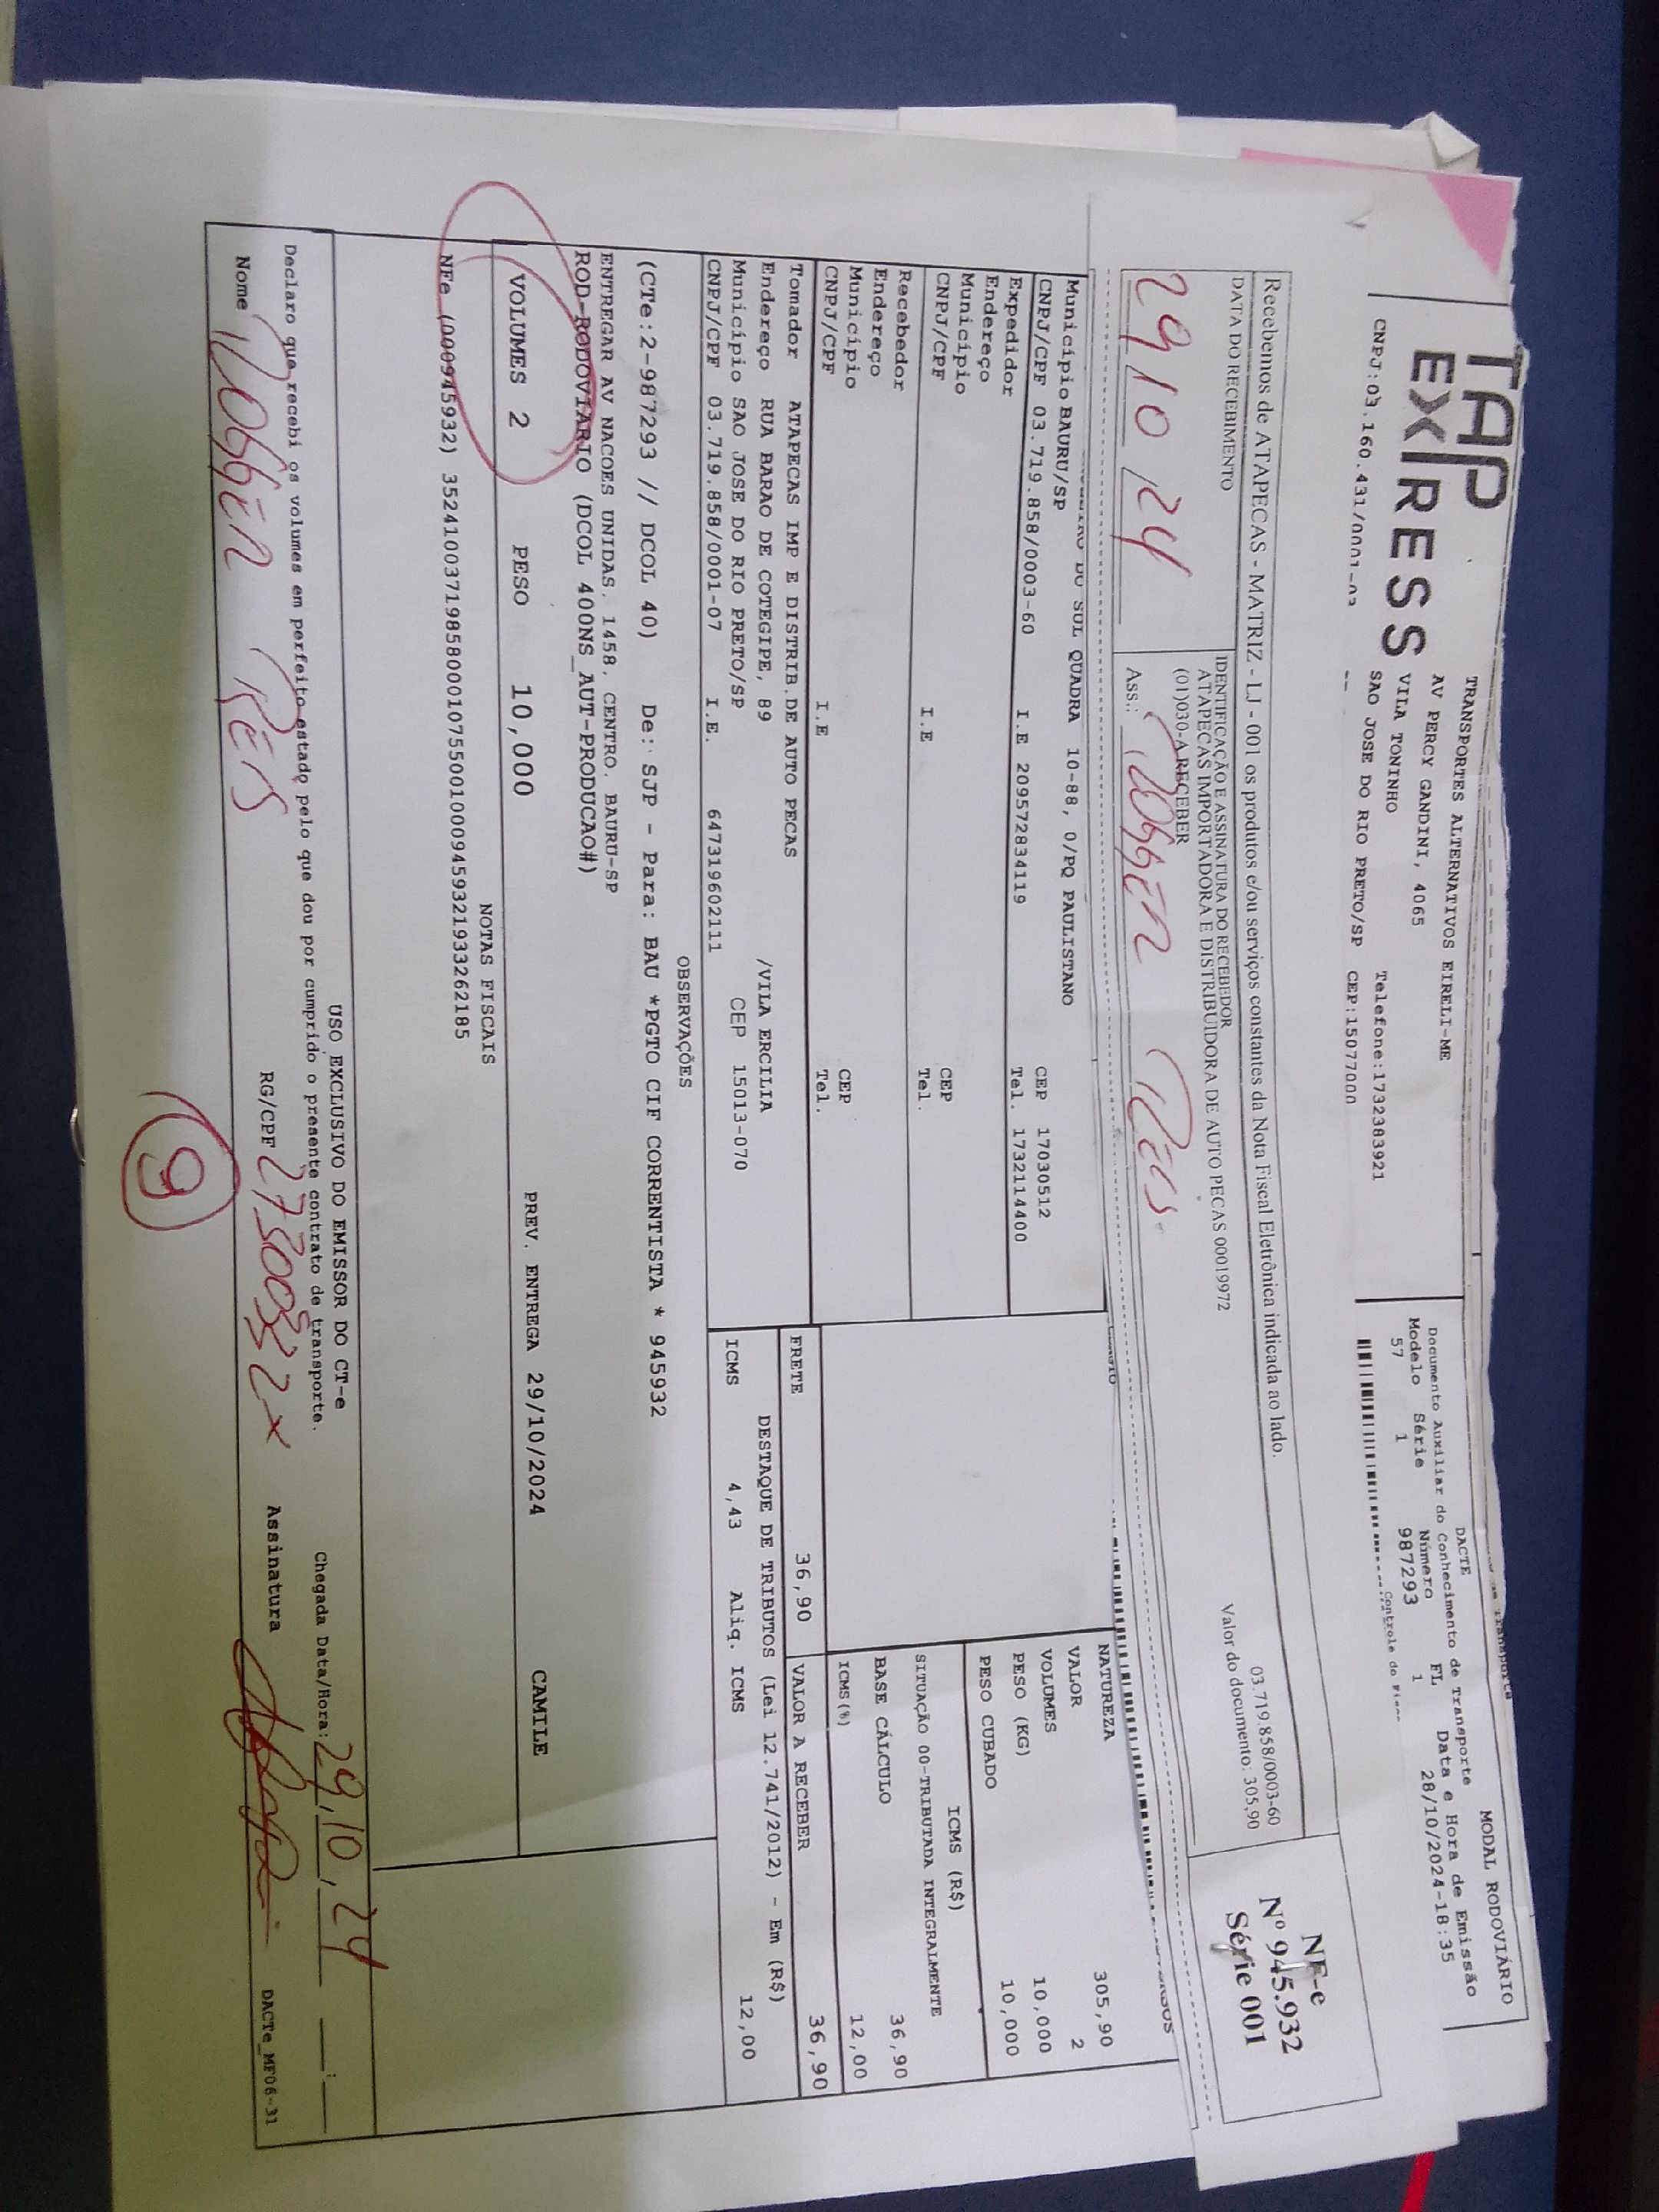 TAP
EXPRESS
TRANSPORTES ALTERNATIVOS EIRELI-ME
AV PERCY GANDINI, 4065
VILA TONINHO
SAO JOSE DO RIO PRETO/SP CEP:15077000
Telefone:1732383921
CNPJ:03.160.431/0001-03
MODAL RODOVIÁRIO
DACTE
Documento Auxiliar do Conhecimento de Transporte
Modelo Série Número FL Data e Hora de Emissão
57 1 987293 1 28/10/2024-18:35
Controle do
Recebemos de ATAPECAS - MATRIZ - LJ - 001 os produtos e/ou serviços constantes da Nota Fiscal Eletrônica indicada ao lado.
03.719.858/0003-60
Valor do documento: 305,90
NF-e
Nº 945.932
Série 001
DATA DO RECEBIMENTO
29 10 24
IDENTIFICAÇÃO E ASSINATURA DO RECEBEDOR
ATAPECAS IMPORTADORA E DISTRIBUIDORA DE AUTO PECAS 00019972
(01)030-A RECEBER
Ass.: Reis
DO SUL QUADRA 10-88, 0/PQ PAULISTANO
Município BAURU/SP CEP 17030512
CNPJ/CPF 03.719.858/0003-60 I.E 209572834119 Tel. 1732114400
Expedidor
Endereço
Município CEP
CNPJ/CPF I.E Tel.
Recebedor
Endereço
Município CEP
CNPJ/CPF I.E Tel.
Tomador ATAPECAS IMP E DISTRIB.DE AUTO PECAS
Endereço RUA BARAO DE COTEGIPE, 89 /VILA ERCILIA
Município SAO JOSE DO RIO PRETO/SP CEP 15013-070
CNPJ/CPF 03.719.858/0001-07 I.E. 647319602111
NATUREZA
VALOR 305,90
VOLUMES 2
PESO (KG) 10,000
PESO CUBADO 10,000
ICMS (R$)
SITUAÇÃO 00-TRIBUTADA INTEGRALMENTE
BASE CÁLCULO 36,90
ICMS(%) 12,00
FRETE 36,90 VALOR A RECEBER 36,90
DESTAQUE DE TRIBUTOS (Lei 12.741/2012) - Em (R$)
ICMS 4,43 Aliq. ICMS 12,00
OBSERVAÇÕES
(CTe:2-987293 // DCOL 40) De: SJP - Para: BAU *PGTO CIF CORRENTISTA * 945932
ENTREGAR AV NACOES UNIDAS. 1458. CENTRO. BAURU-SP
ROD-RODOVIARIO (DCOL 400NS_AUT-PRODUCAO#)
VOLUMES 2 PESO 10,000 PREV. ENTREGA 29/10/2024 CAMILE
NOTAS FISCAIS
NFe (000945932) 35241003719858000107550010009459321933262185
USO EXCLUSIVO DO EMISSOR DO CT-e
Declaro que recebi os volumes em perfeito estado pelo que dou por cumprido o presente contrato de transporte.
Chegada Data/Hora: 29/10/24
Nome Reis RG/CPF Assinatura
DACTe_MF06-31
9